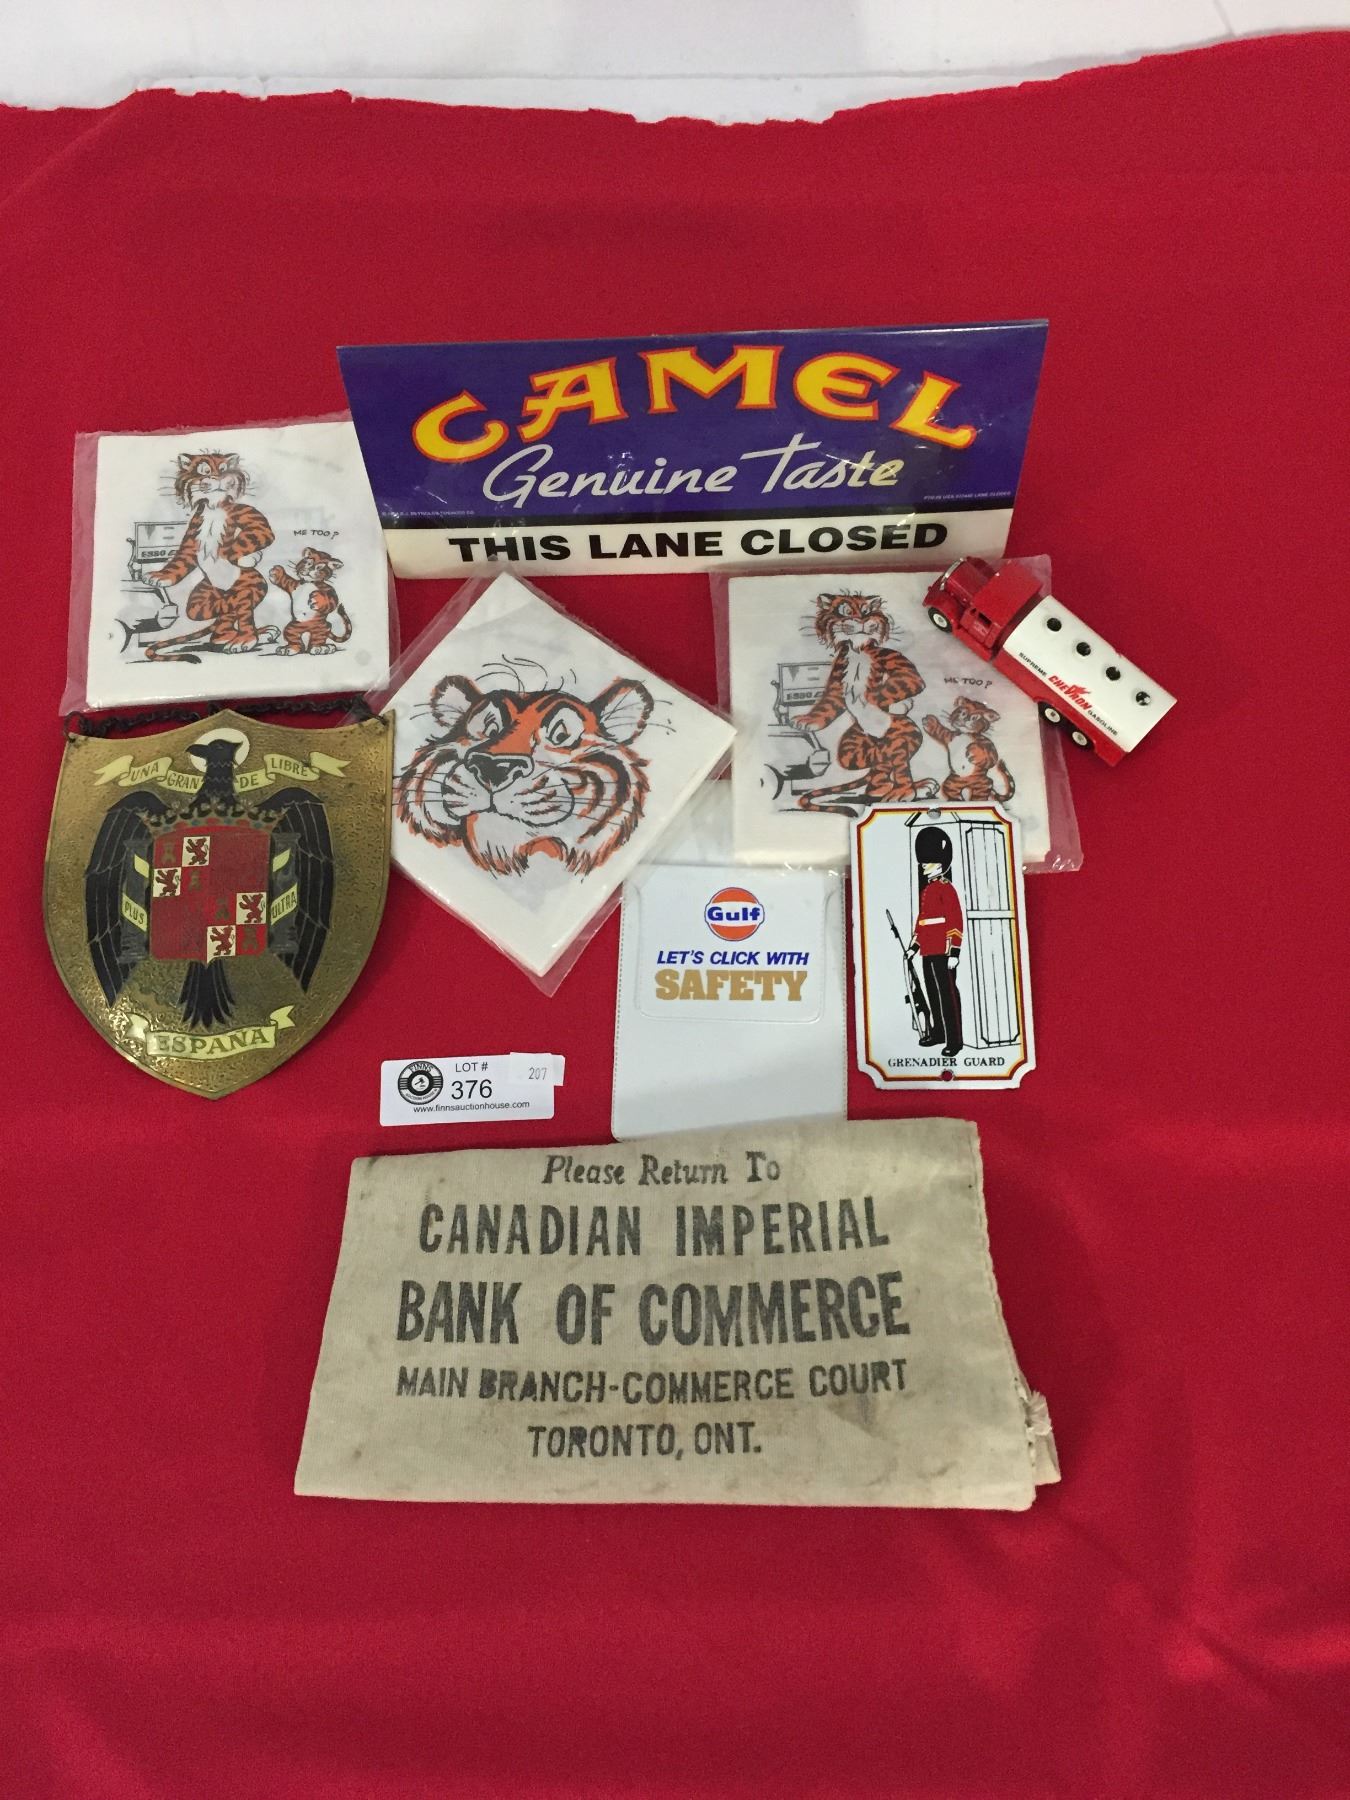 CAMEL
Genuine Taste
THIS LANE CLOSED
ME TOO?
ESSO
ME TOO?
ESSO
SUPREME CHEVRON GASOLINE
UNA GRANDE LIBRE
PLUS ULTRA
ESPAÑA
Gulf
LET'S CLICK WITH
SAFETY
GRENADIER GUARD
FINNS
LOT #
376
207
www.finnsauctionhouse.com
Please Return To
CANADIAN IMPERIAL
BANK OF COMMERCE
MAIN BRANCH-COMMERCE COURT
TORONTO, ONT.